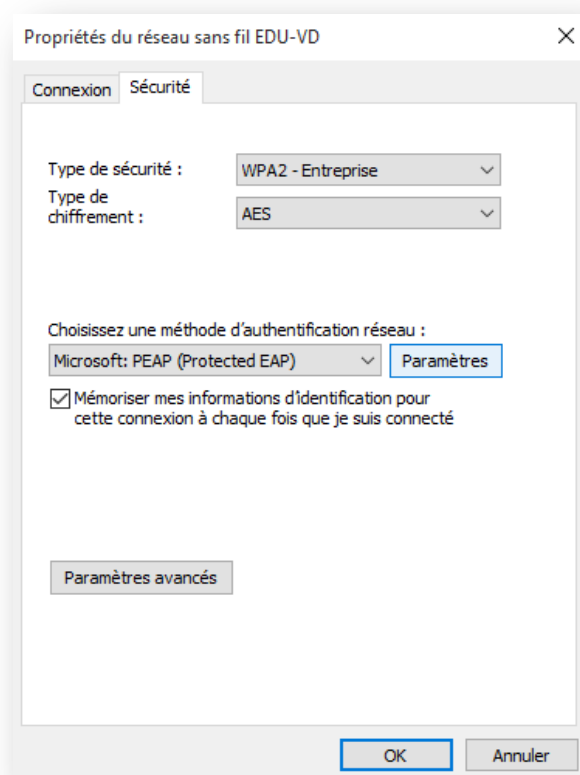 Propriétés du réseau sans fil EDU-VD
Connexion
Sécurité
Type de sécurité :
WPA2 - Entreprise
Type de
chiffrement :
AES
Choisissez une méthode d'authentification réseau :
Microsoft: PEAP (Protected EAP)
Paramètres
Mémoriser mes informations d'identification pour
cette connexion à chaque fois que je suis connecté
Paramètres avancés
OK
Annuler